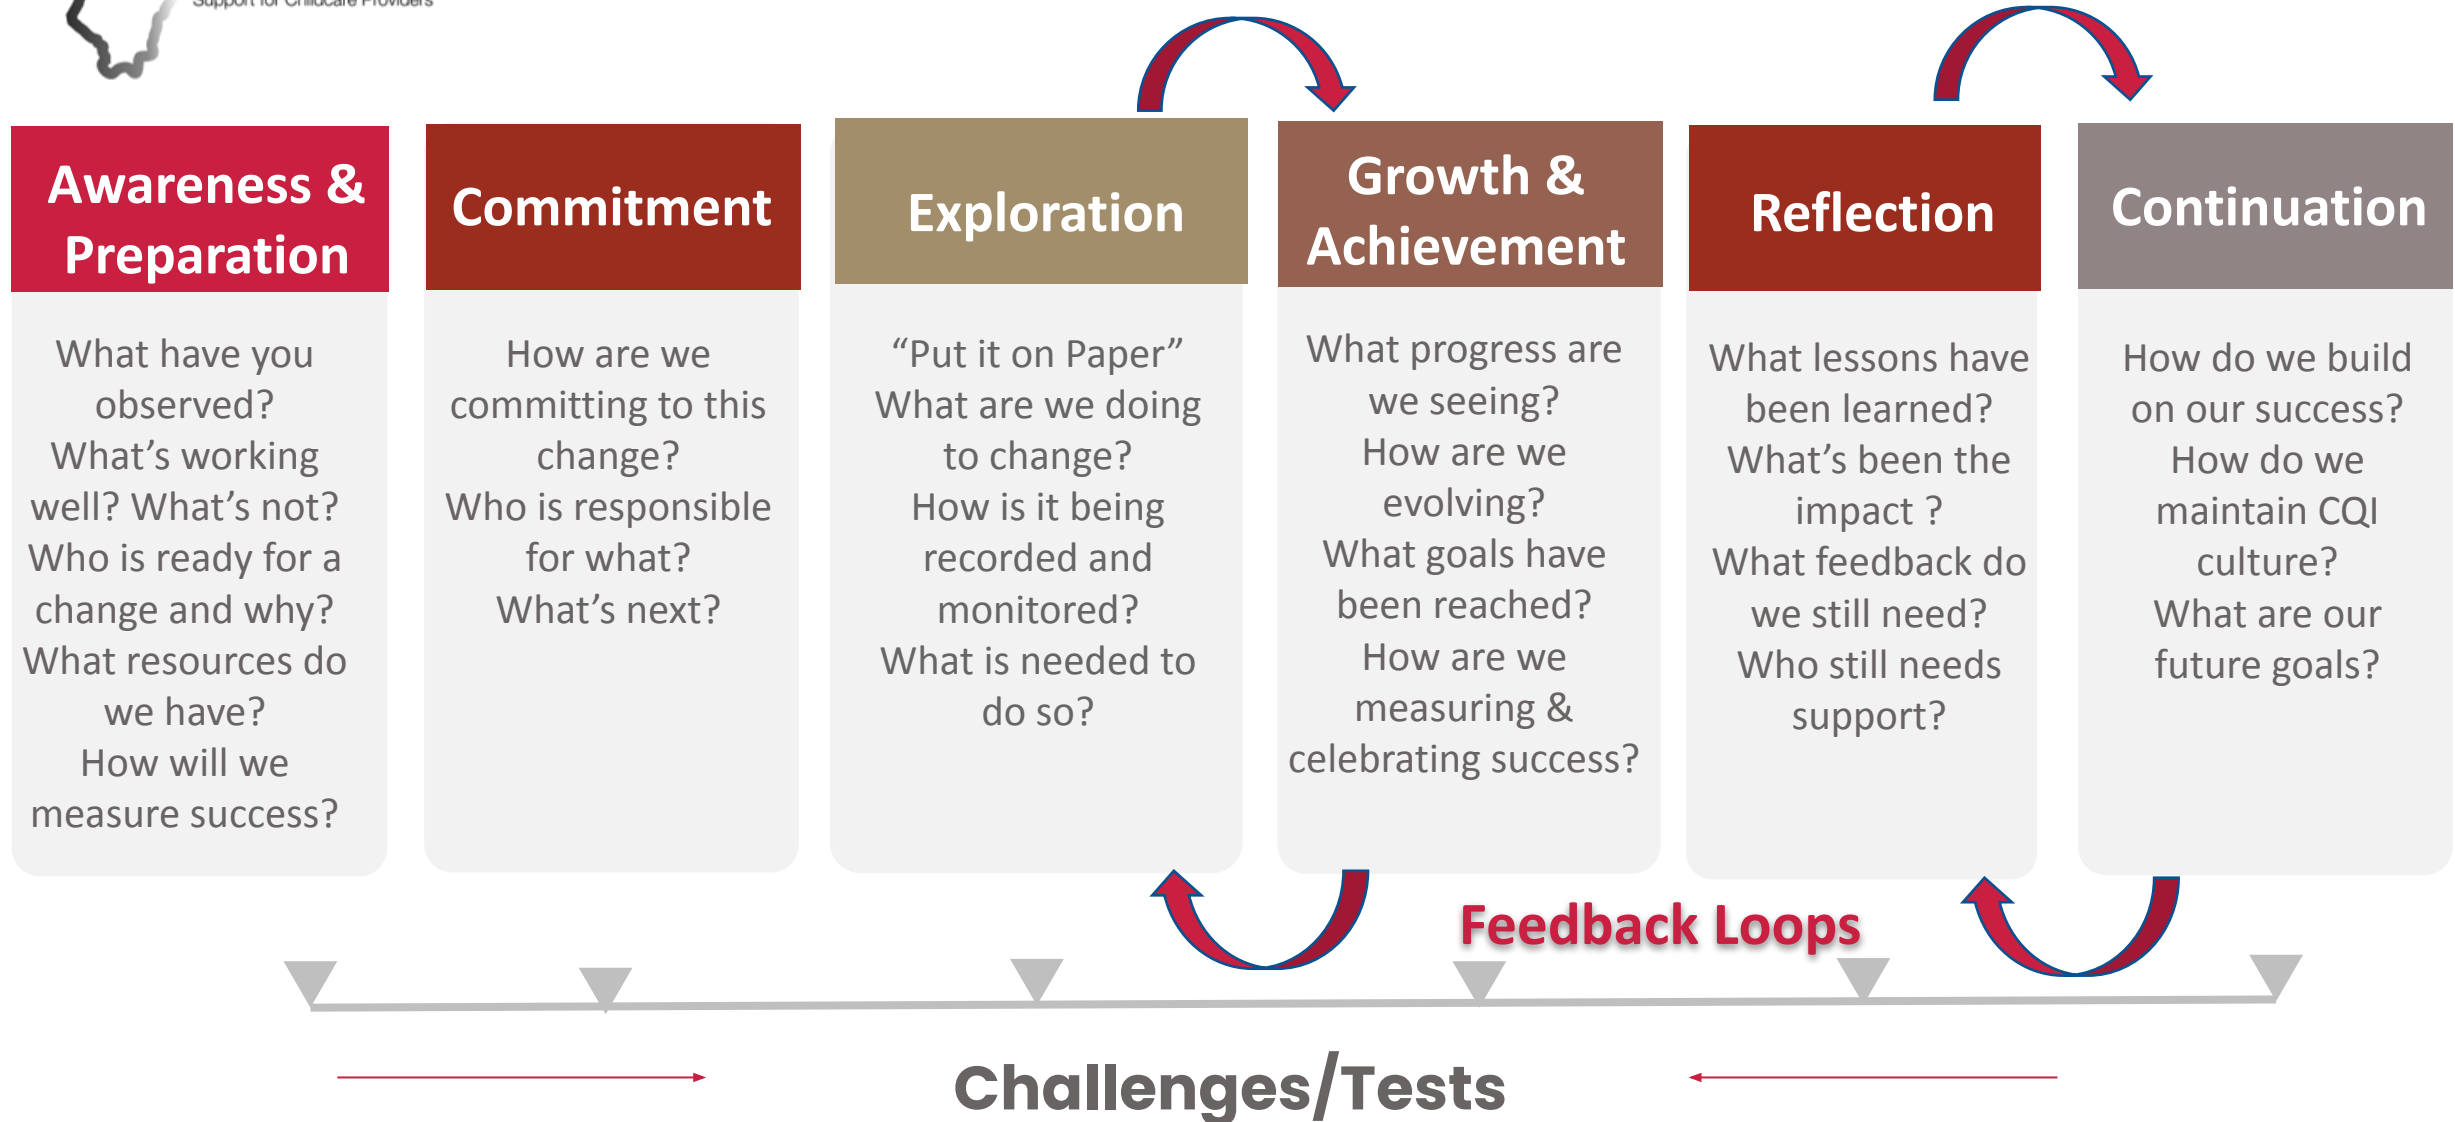 Support for Childcare Providers
Awareness &
Preparation
What have you
observed?
What's working
well? What's not?
Who is ready for a
change and why?
What resources do
we have?
How will we
measure success?
Commitment
How are we
committing to this
change?
Who is responsible
for what?
What's next?
Exploration
“Put it on Paper”
What are we doing
to change?
How is it being
recorded and
monitored?
What is needed to
do so?
Growth &
Achievement
What progress are
we seeing?
How are we
evolving?
What goals have
been reached?
How are we
measuring &
celebrating success?
Reflection
What lessons have
been learned?
What's been the
impact ?
What feedback do
we still need?
Who still needs
support?
Continuation
How do we build
on our success?
How do we
maintain CQI
culture?
What are our
future goals?
Feedback Loops
Challenges/Tests